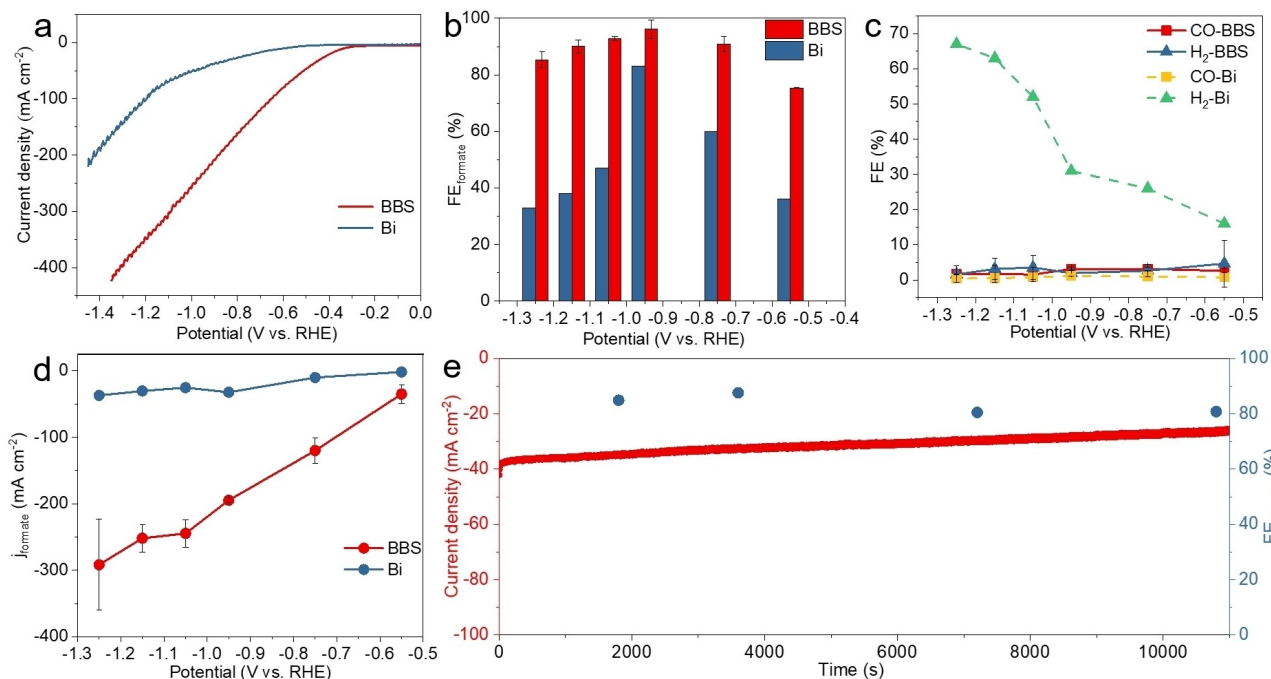 a
0
-100
-200
-300
-400
Current density (mA cm⁻²)
BBS
Bi
-1.4 -1.2 -1.0 -0.8 -0.6 -0.4 -0.2 0.0
Potential (V vs. RHE)
b
100
80
60
40
20
0
FEformate (%)
BBS
Bi
-1.3 -1.2 -1.1 -1.0 -0.9 -0.8 -0.7 -0.6 -0.5 -0.4
Potential (V vs. RHE)
c
70
60
50
40
30
20
10
0
FE (%)
CO-BBS
H₂-BBS
CO-Bi
H₂-Bi
-1.3 -1.2 -1.1 -1.0 -0.9 -0.8 -0.7 -0.6 -0.5
Potential (V vs. RHE)
d
0
-100
-200
-300
-400
jformate (mA cm⁻²)
BBS
Bi
-1.3 -1.2 -1.1 -1.0 -0.9 -0.8 -0.7 -0.6 -0.5
Potential (V vs. RHE)
e
0
-20
-40
-60
-80
-100
Current density (mA cm⁻²)
100
80
60
40
20
0
(%)
0 2000 4000 6000 8000 10000
Time (s)